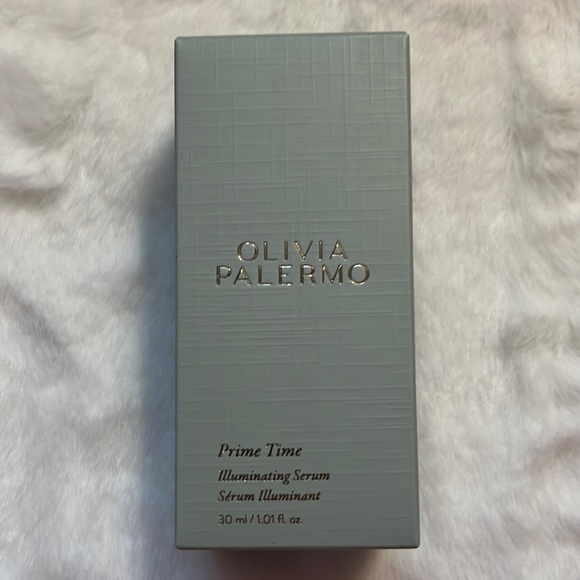 OLIVIA
PALERMO
Prime Time
Illuminating Serum
Sérum Illuminant
30 ml / 1.01 fl. oz.